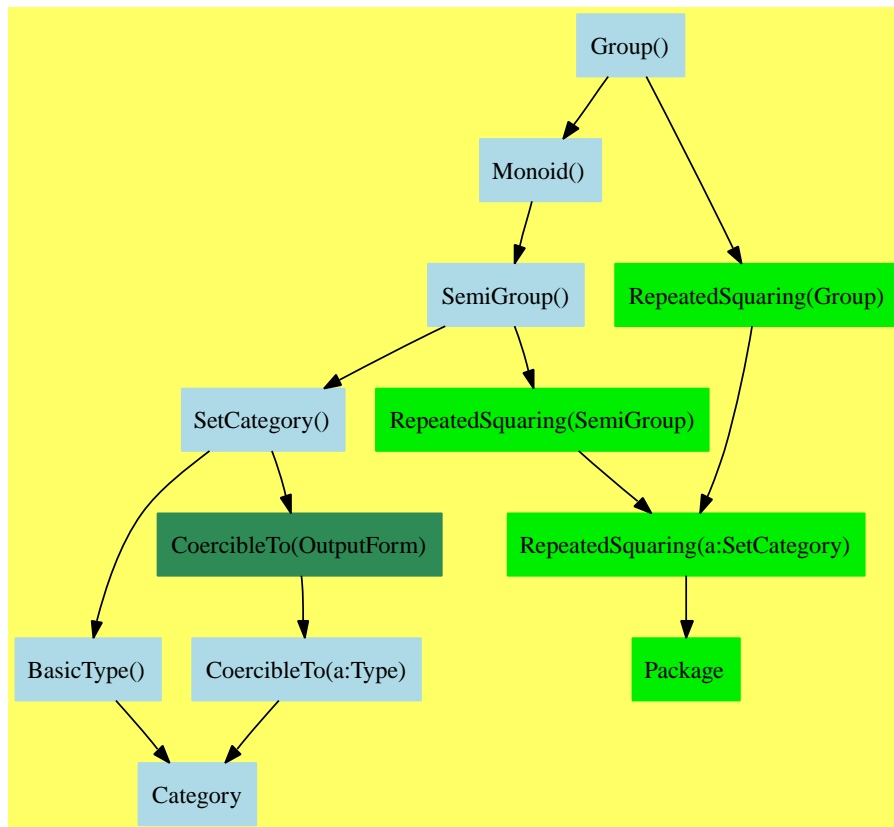 Group()
Monoid()
SemiGroup()
RepeatedSquaring(Group)
SetCategory()
RepeatedSquaring(SemiGroup)
CoercibleTo(OutputForm)
RepeatedSquaring(a:SetCategory)
BasicType()
CoercibleTo(a:Type)
Package
Category